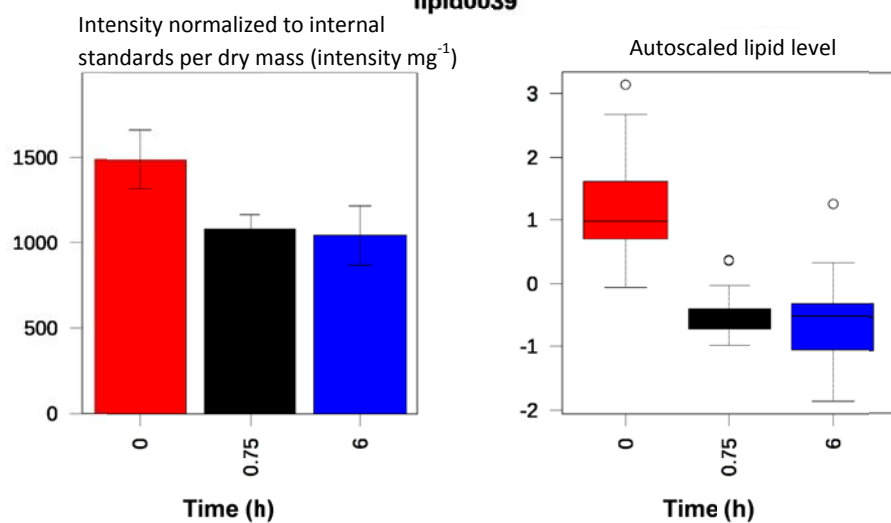 lipid0039
Intensity normalized to internal
standards per dry mass (intensity mg⁻¹)
Autoscaled lipid level
1500
1000
500
0
0
0.75
6
Time (h)
3
2
1
0
-1
-2
0
0.75
6
Time (h)